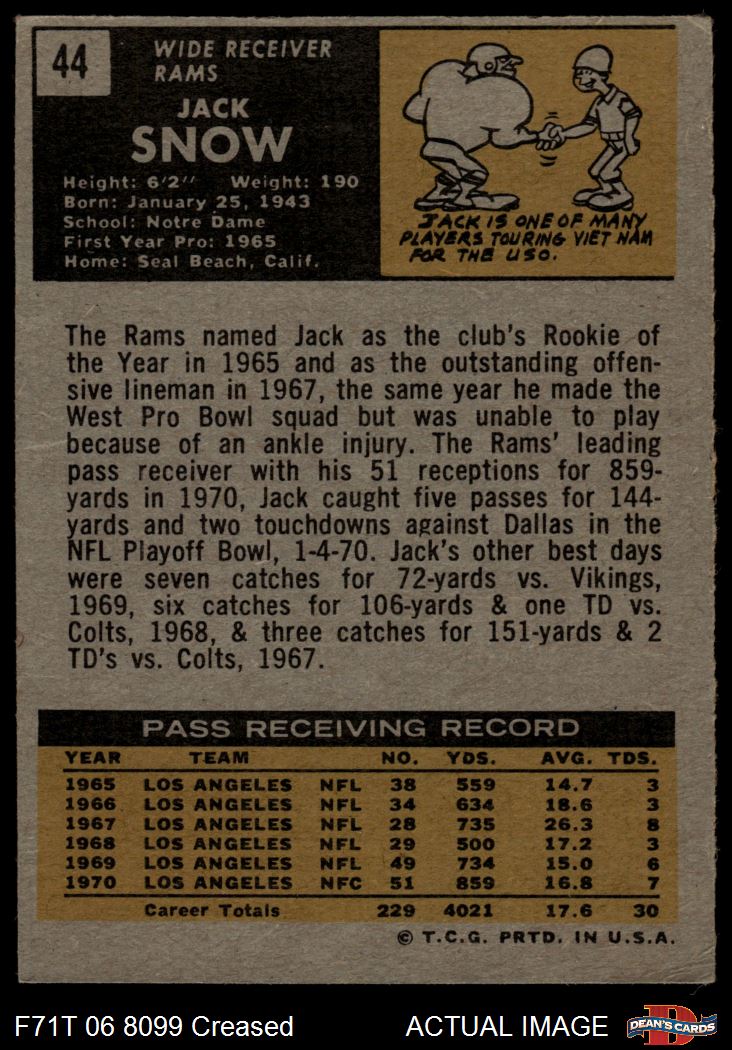 44
WIDE RECEIVER
RAMS
JACK
SNOW
Height: 6'2" Weight: 190
Born: January 25, 1943
School: Notre Dame
First Year Pro: 1965
Home: Seal Beach, Calif.
JACK IS ONE OF MANY
PLAYERS TOURING VIET NAM
FOR THE USO.
The Rams named Jack as the club's Rookie of
the Year in 1965 and as the outstanding offen-
sive lineman in 1967, the same year he made the
West Pro Bowl squad but was unable to play
because of an ankle injury. The Rams' leading
pass receiver with his 51 receptions for 859-
yards in 1970, Jack caught five passes for 144-
yards and two touchdowns against Dallas in the
NFL Playoff Bowl, 1-4-70. Jack's other best days
were seven catches for 72-yards vs. Vikings,
1969, six catches for 106-yards & one TD vs.
Colts, 1968, & three catches for 151-yards & 2
TD's vs. Colts, 1967.
PASS RECEIVING RECORD
YEAR TEAM NO. YDS. AVG. TDS.
1965 LOS ANGELES NFL 38 559 14.7 3
1966 LOS ANGELES NFL 34 634 18.6 3
1967 LOS ANGELES NFL 28 735 26.3 8
1968 LOS ANGELES NFL 29 500 17.2 3
1969 LOS ANGELES NFL 49 734 15.0 6
1970 LOS ANGELES NFC 51 859 16.8 7
Career Totals 229 4021 17.6 30
© T.C.G. PRTD. IN U.S.A.
F71T 06 8099 Creased ACTUAL IMAGE DEAN'S CARDS